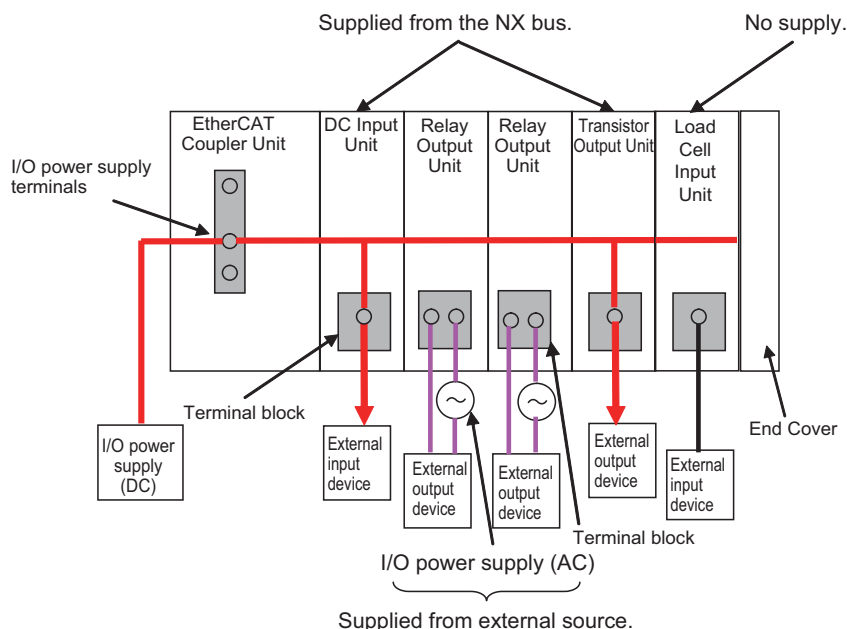 Supplied from the NX bus.
No supply.
EtherCAT
Coupler Unit
DC Input
Unit
Relay
Output
Unit
Relay
Output
Unit
Transistor
Output Unit
Load
Cell
Input
Unit
I/O power supply
terminals
Terminal block
End Cover
I/O power
supply
(DC)
External
input
device
External
output
device
External
output
device
External
output
device
External
input
device
Terminal block
I/O power supply (AC)
Supplied from external source.